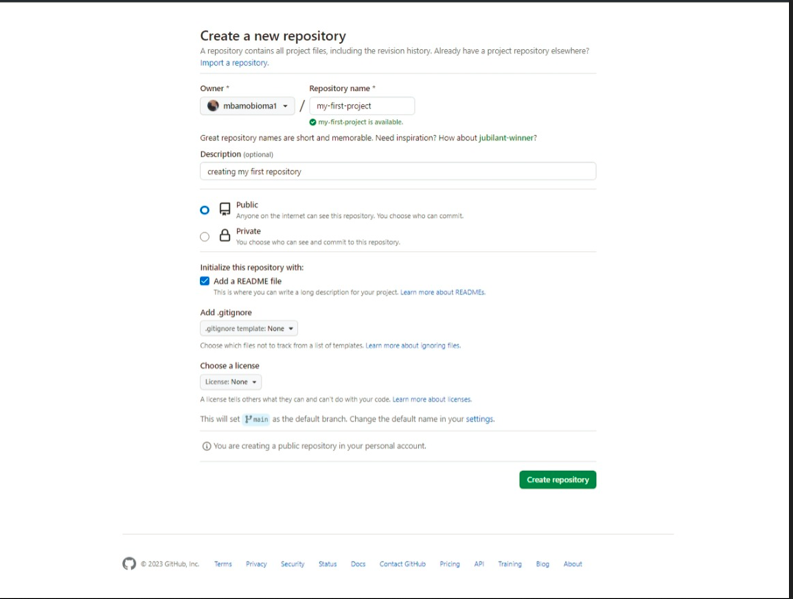 Create a new repository
A repository contains all project files, including the revision history. Already have a project repository elsewhere?
Import a repository.
Owner * Repository name *
mbamobioma1 / my-first-project
my-first-project is available.
Great repository names are short and memorable. Need inspiration? How about jubilant-winner?
Description (optional)
creating my first repository
Public
Anyone on the internet can see this repository. You choose who can commit.
Private
You choose who can see and commit to this repository.
Initialize this repository with:
Add a README file
This is where you can write a long description for your project. Learn more about READMEs.
Add .gitignore
.gitignore template: None
Choose which files not to track from a list of templates. Learn more about ignoring files.
Choose a license
License: None
A license tells others what they can and can't do with your code. Learn more about licenses.
This will set main as the default branch. Change the default name in your settings.
You are creating a public repository in your personal account.
Create repository
© 2023 GitHub, Inc. Terms Privacy Security Status Docs Contact GitHub Pricing API Training Blog About